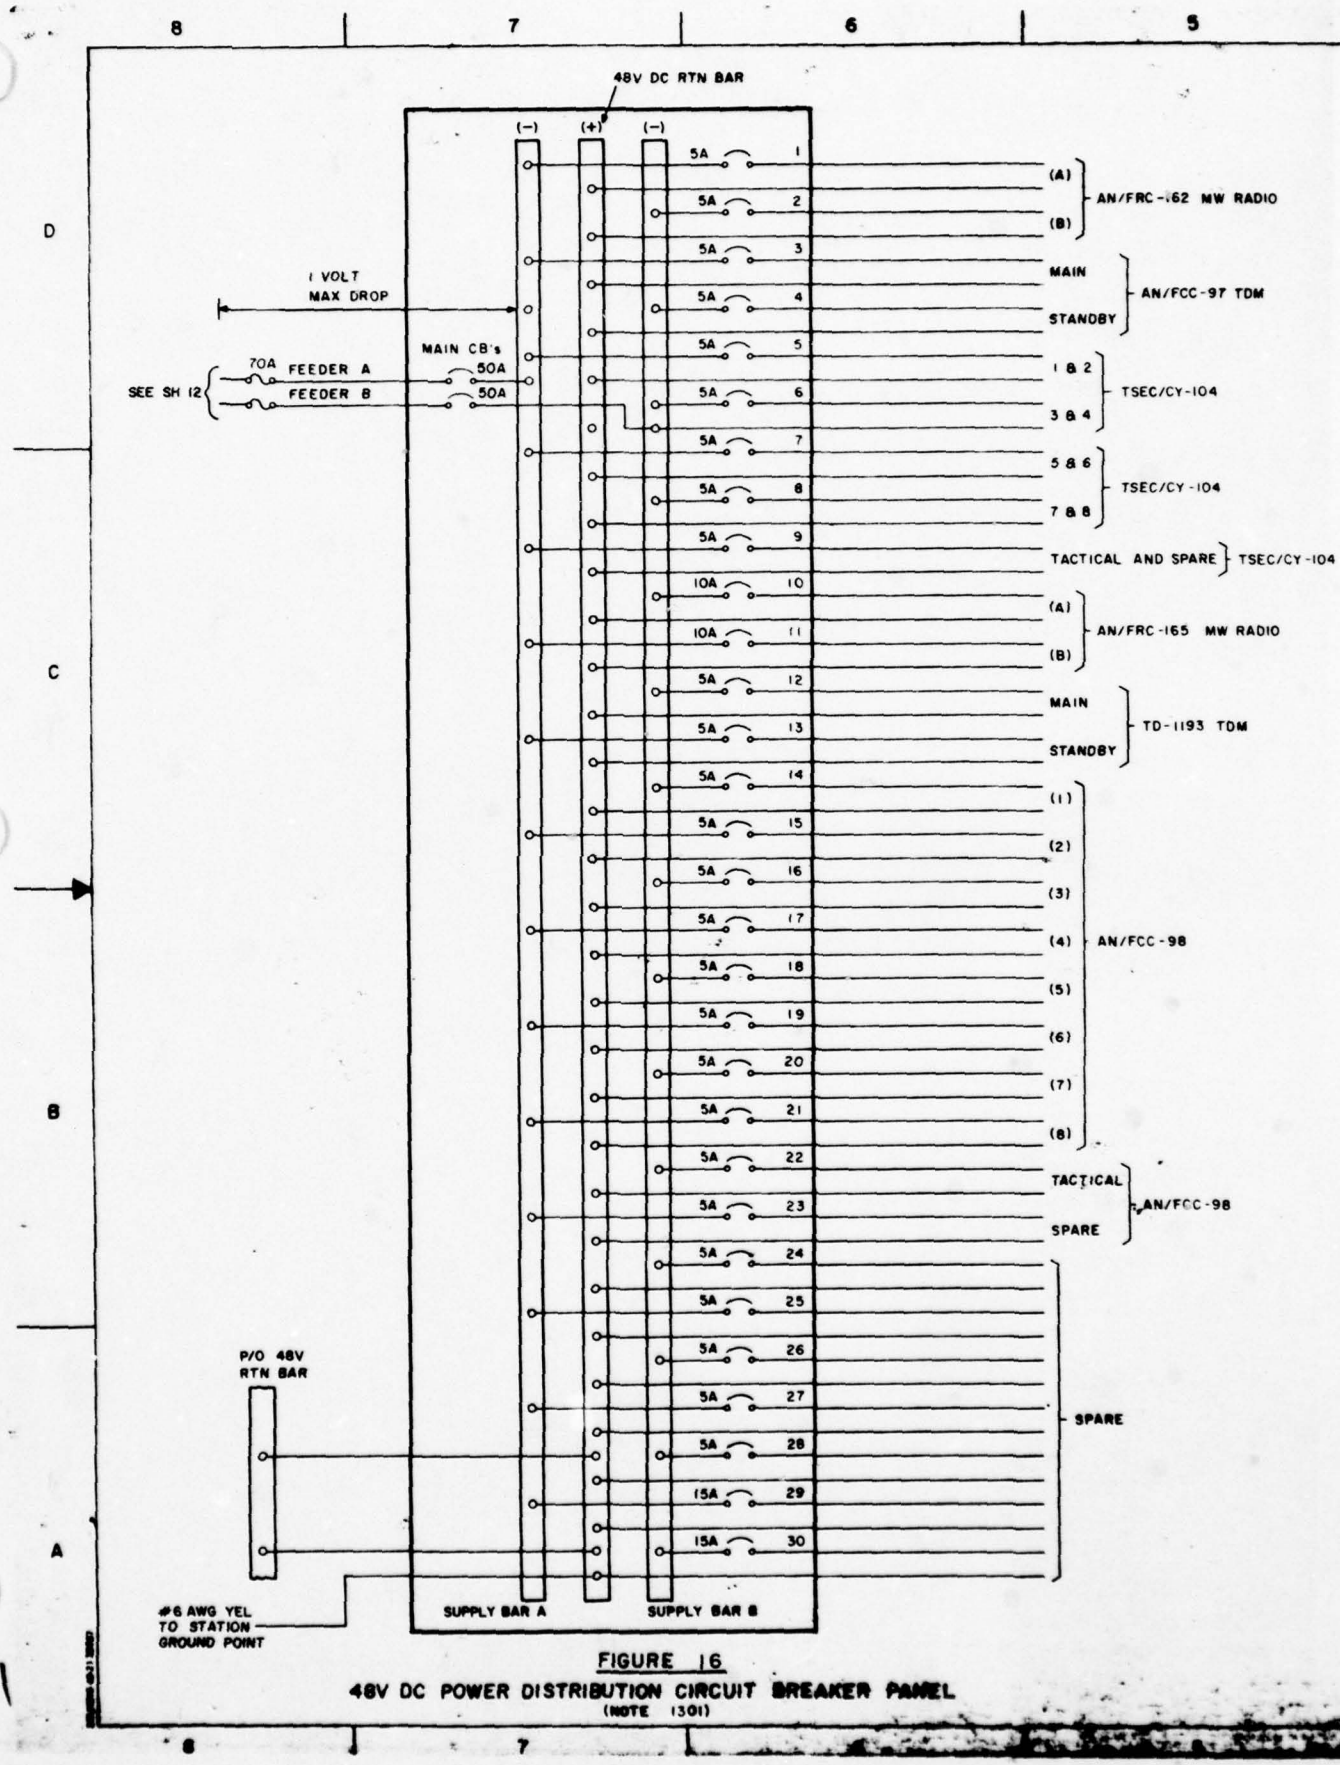 8 7 6 5
48V DC RTN BAR
(-) (+) (-)
5A 1
(A)
AN/FRC-162 MW RADIO
5A 2
(B)
D
5A 3
MAIN
1 VOLT
MAX DROP
AN/FCC-97 TDM
5A 4
STANDBY
MAIN CB's
5A 5
70A FEEDER A 50A
1 & 2
SEE SH 12
FEEDER B 50A
5A 6
TSEC/CY-104
3 & 4
5A 7
5 & 6
5A 8
TSEC/CY-104
7 & 8
5A 9
TACTICAL AND SPARE TSEC/CY-104
10A 10
(A)
AN/FRC-165 MW RADIO
10A 11
(B)
C
5A 12
MAIN
TD-1193 TDM
5A 13
STANDBY
5A 14
(1)
5A 15
(2)
5A 16
(3)
5A 17
(4) AN/FCC-98
5A 18
(5)
5A 19
(6)
5A 20
(7)
B
5A 21
(8)
5A 22
TACTICAL
5A 23
AN/FCC-98
SPARE
5A 24
5A 25
P/O 48V
RTN BAR
5A 26
5A 27
SPARE
5A 28
15A 29
A
15A 30
SUPPLY BAR A SUPPLY BAR B
#6 AWG YEL
TO STATION
GROUND POINT
FIGURE 16
48V DC POWER DISTRIBUTION CIRCUIT BREAKER PANEL
(NOTE 1301)
7